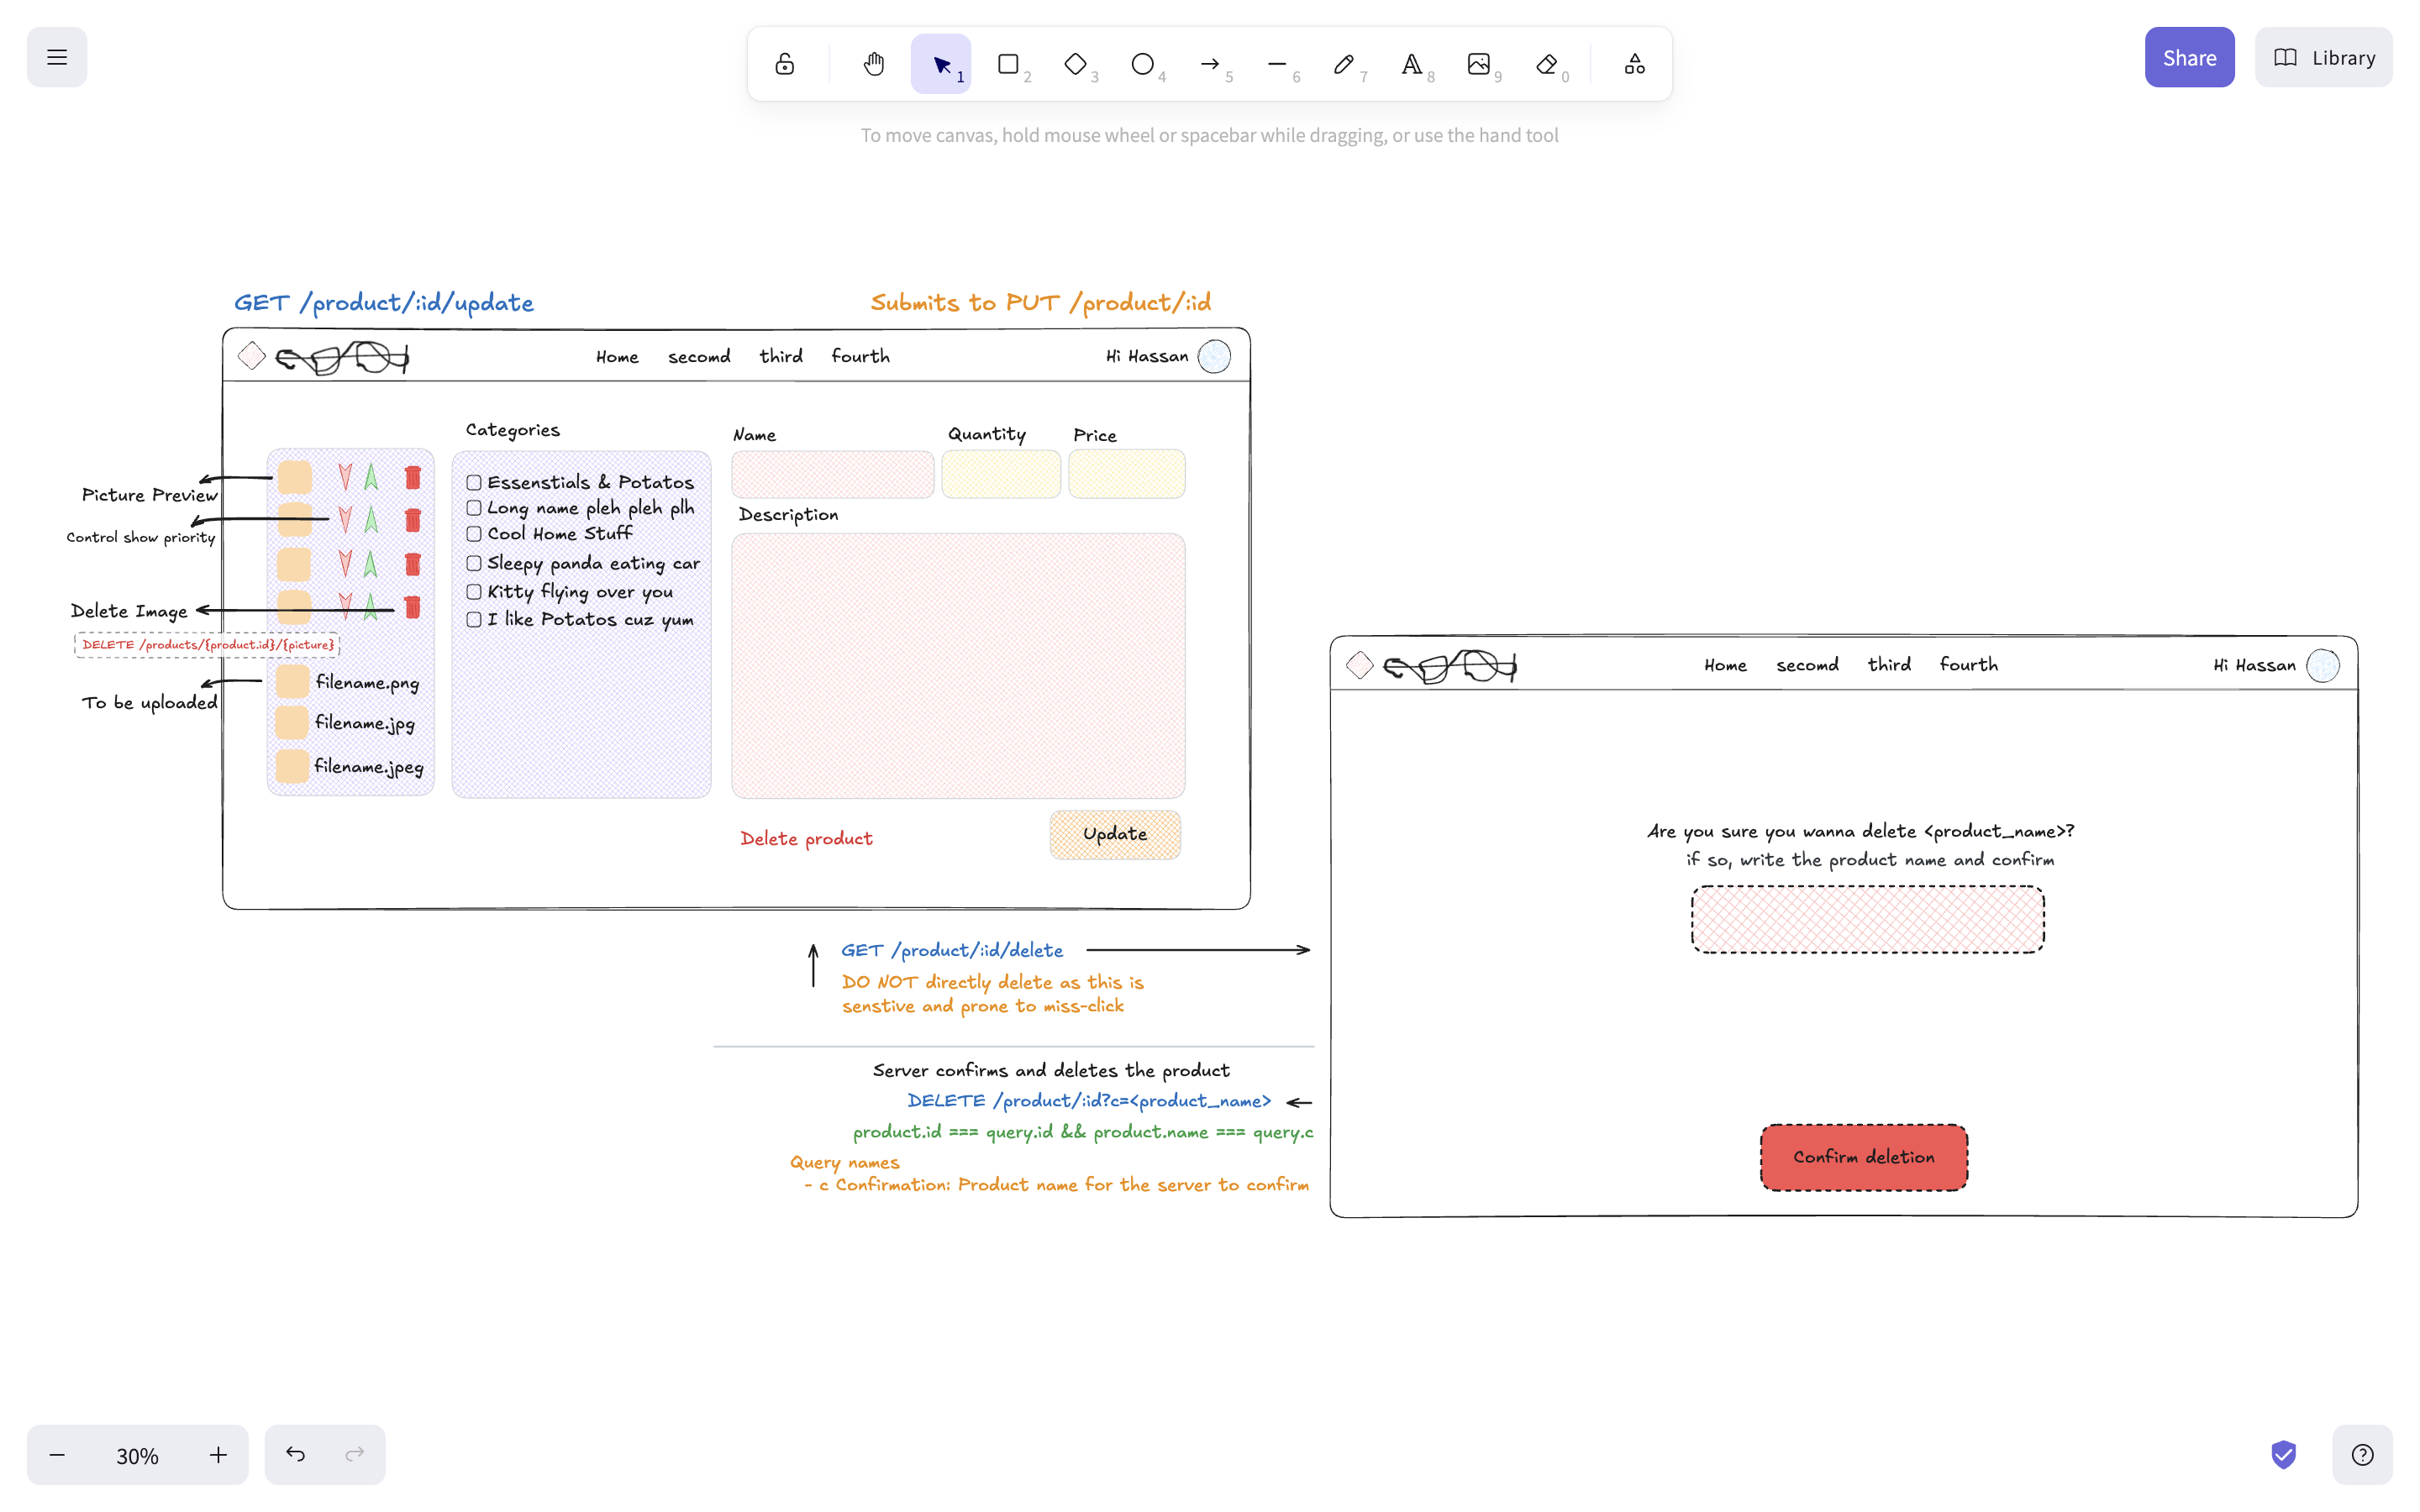 1
2
3
4
5
6
7
8
9
0
Share
Library
To move canvas, hold mouse wheel or spacebar while dragging, or use the hand tool
GET /product/:id/update
Submits to PUT /product/:id
Home secomd third fourth
Hi Hassan
Picture Preview
Control show priority
Delete Image
DELETE /products/{product.id}/{picture}
To be uploaded
filename.png
filename.jpg
filename.jpeg
Categories
Essenstials & Potatos
Long name pleh pleh plh
Cool Home Stuff
Sleepy panda eating car
Kitty flying over you
I like Potatos cuz yum
Name
Quantity
Price
Description
Delete product
Update
GET /product/:id/delete
DO NOT directly delete as this is
senstive and prone to miss-click
Server confirms and deletes the product
DELETE /product/:id?c=<product_name>
product.id === query.id && product.name === query.c
Query names
- c Confirmation: Product name for the server to confirm
Home secomd third fourth
Hi Hassan
Are you sure you wanna delete <product_name>?
if so, write the product name and confirm
Confirm deletion
30%